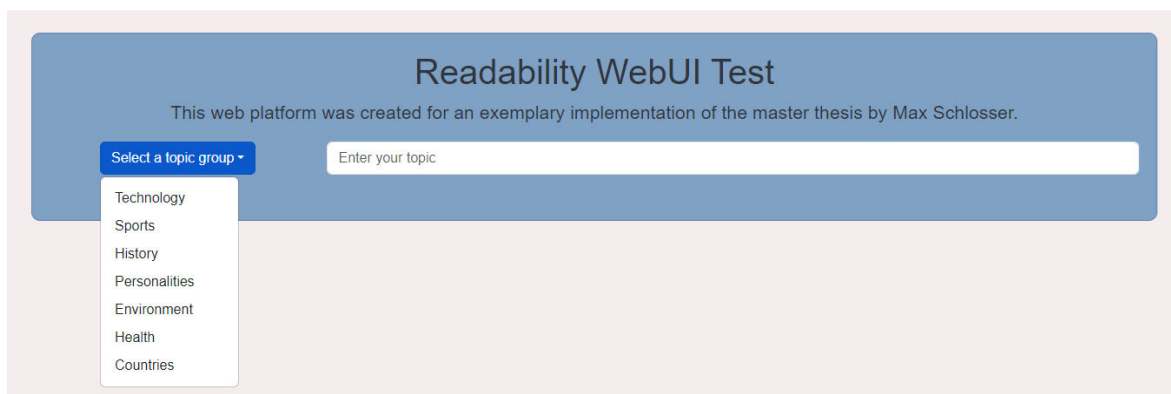 Readability WebUI Test
This web platform was created for an exemplary implementation of the master thesis by Max Schlosser.
Select a topic group
Enter your topic
Technology
Sports
History
Personalities
Environment
Health
Countries